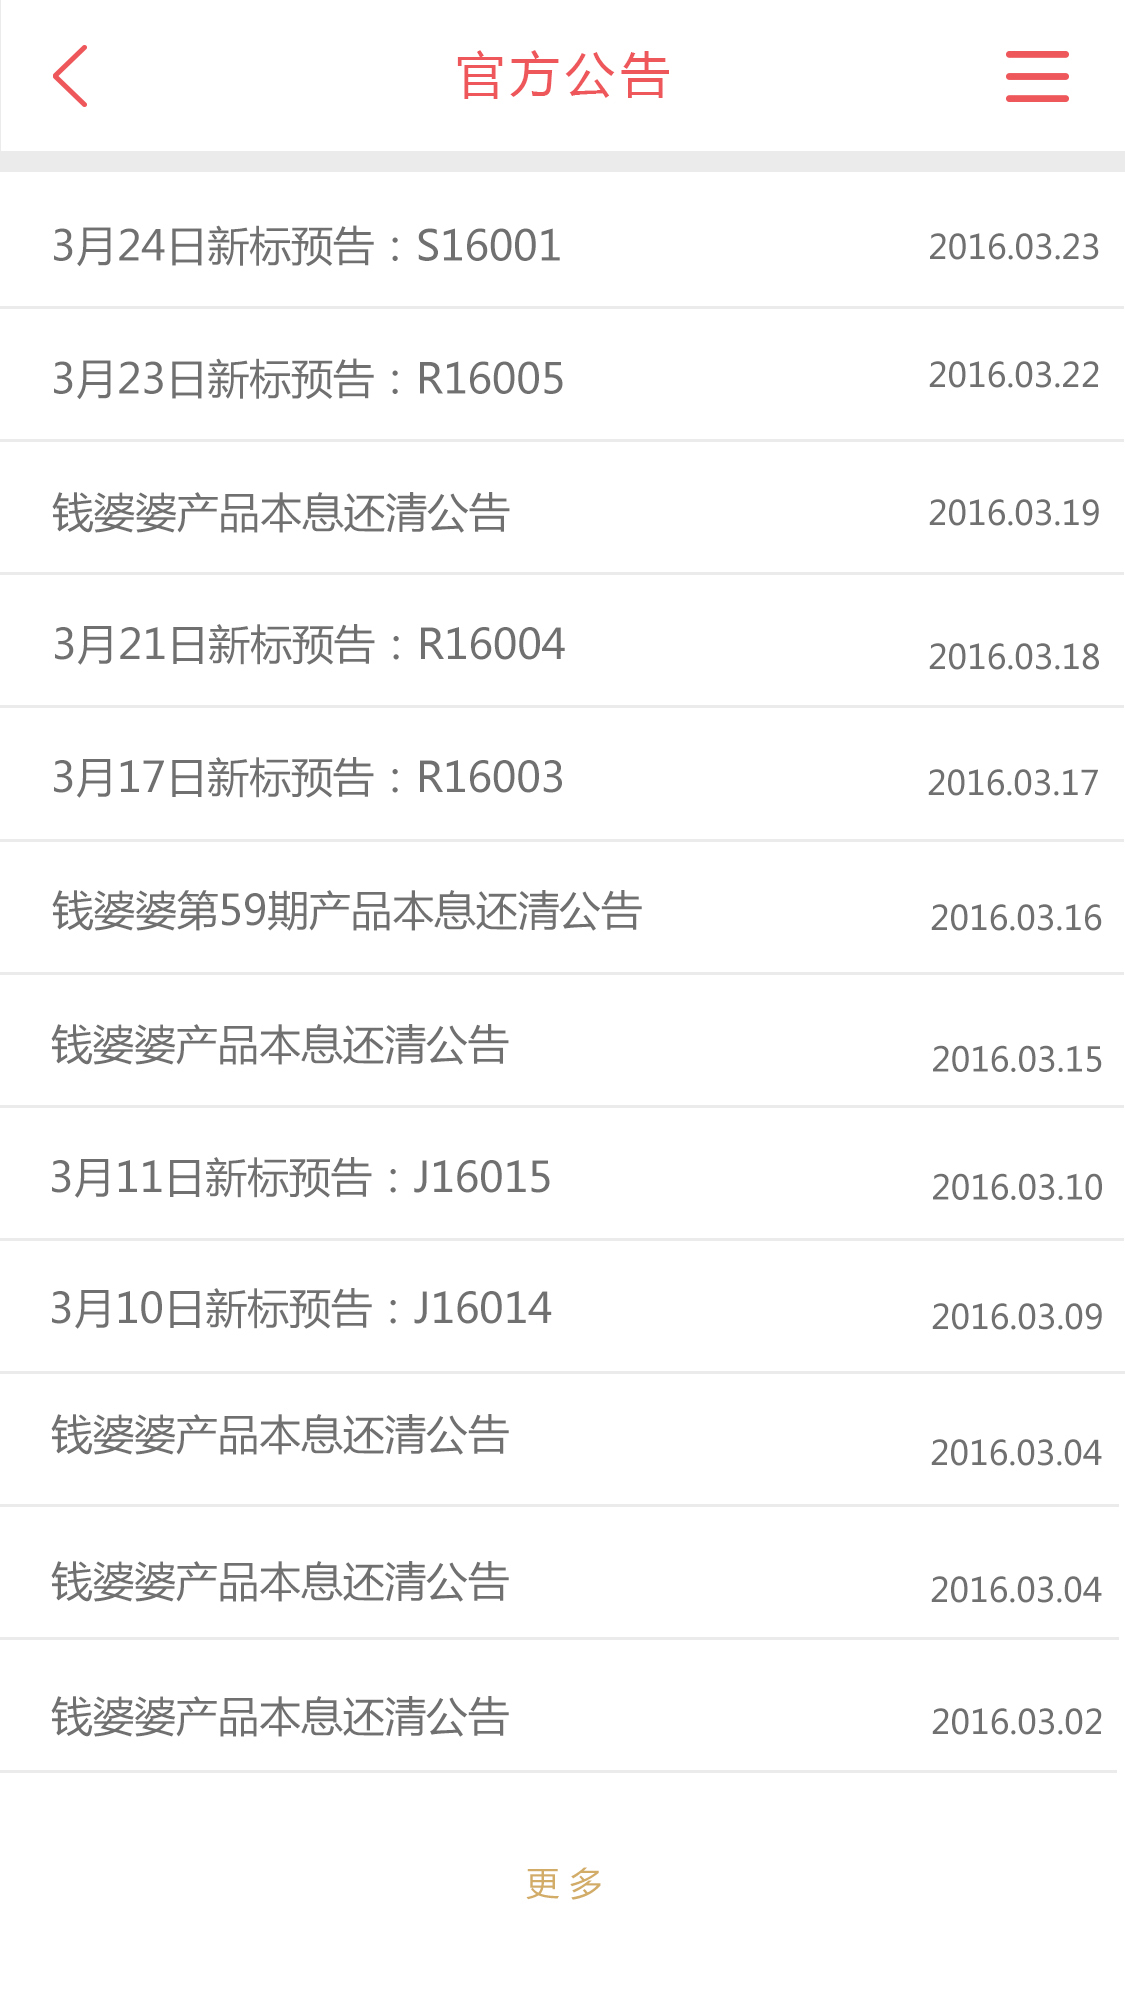 官方公告
3月24日新标预告：S16001 2016.03.23
3月23日新标预告：R16005 2016.03.22
钱婆婆产品本息还清公告 2016.03.19
3月21日新标预告：R16004 2016.03.18
3月17日新标预告：R16003 2016.03.17
钱婆婆第59期产品本息还清公告 2016.03.16
钱婆婆产品本息还清公告 2016.03.15
3月11日新标预告：J16015 2016.03.10
3月10日新标预告：J16014 2016.03.09
钱婆婆产品本息还清公告 2016.03.04
钱婆婆产品本息还清公告 2016.03.04
钱婆婆产品本息还清公告 2016.03.02
更多